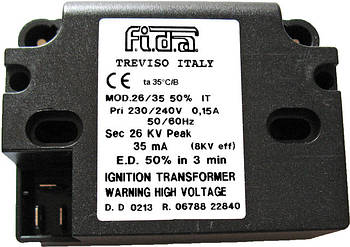 fida
TREVISO ITALY
CE ta 35°C/B
MOD.26/35 50% IT
Pri 230/240V 0,15A
50/60Hz
Sec 26 KV Peak
35 mA (8KV eff)
E.D. 50% in 3 min
IGNITION TRANSFORMER
WARNING HIGH VOLTAGE
D. D 0213 R. 06788 22840